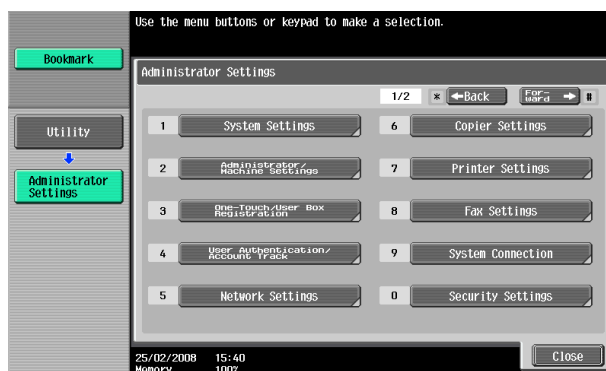 Use the menu buttons or keypad to make a selection.
Bookmark
Administrator Settings
1/2 * ←Back For-ward → #
Utility
Administrator
Settings
1 System Settings
2 Administrator/
Machine Settings
3 One-Touch/User Box
Registration
4 User Authentication/
Account Track
5 Network Settings
6 Copier Settings
7 Printer Settings
8 Fax Settings
9 System Connection
0 Security Settings
Close
25/02/2008 15:40
Memory 100%